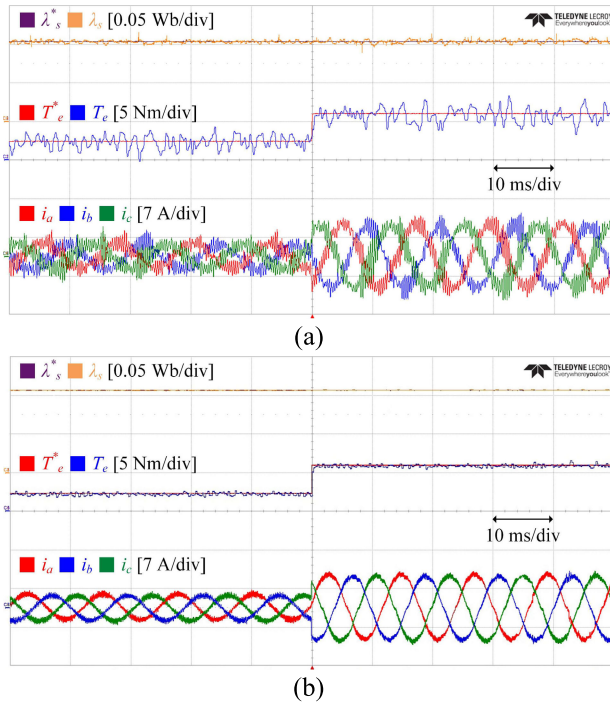 λ*s λs [0.05 Wb/div]
TELEDYNE LECROY
Everywhereyoulook™
T*e Te [5 Nm/div]
10 ms/div
ia ib ic [7 A/div]
(a)
λ*s λs [0.05 Wb/div]
TELEDYNE LECROY
Everywhereyoulook™
T*e Te [5 Nm/div]
10 ms/div
ia ib ic [7 A/div]
(b)